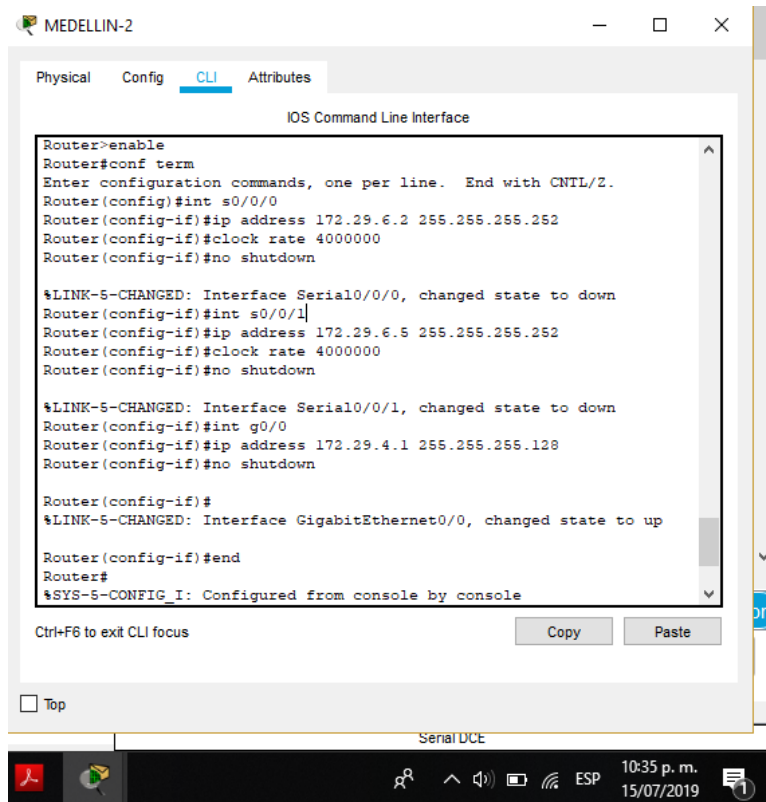 MEDELLIN-2
Physical Config CLI Attributes
IOS Command Line Interface
Router>enable
Router#conf term
Enter configuration commands, one per line.  End with CNTL/Z.
Router(config)#int s0/0/0
Router(config-if)#ip address 172.29.6.2 255.255.255.252
Router(config-if)#clock rate 4000000
Router(config-if)#no shutdown
%LINK-5-CHANGED: Interface Serial0/0/0, changed state to down
Router(config-if)#int s0/0/1
Router(config-if)#ip address 172.29.6.5 255.255.255.252
Router(config-if)#clock rate 4000000
Router(config-if)#no shutdown
%LINK-5-CHANGED: Interface Serial0/0/1, changed state to down
Router(config-if)#int g0/0
Router(config-if)#ip address 172.29.4.1 255.255.255.128
Router(config-if)#no shutdown
Router(config-if)#
%LINK-5-CHANGED: Interface GigabitEthernet0/0, changed state to up
Router(config-if)#end
Router#
%SYS-5-CONFIG_I: Configured from console by console
Ctrl+F6 to exit CLI focus
Copy Paste
Top
Serial DCE
ESP
10:35 p. m.
15/07/2019
1